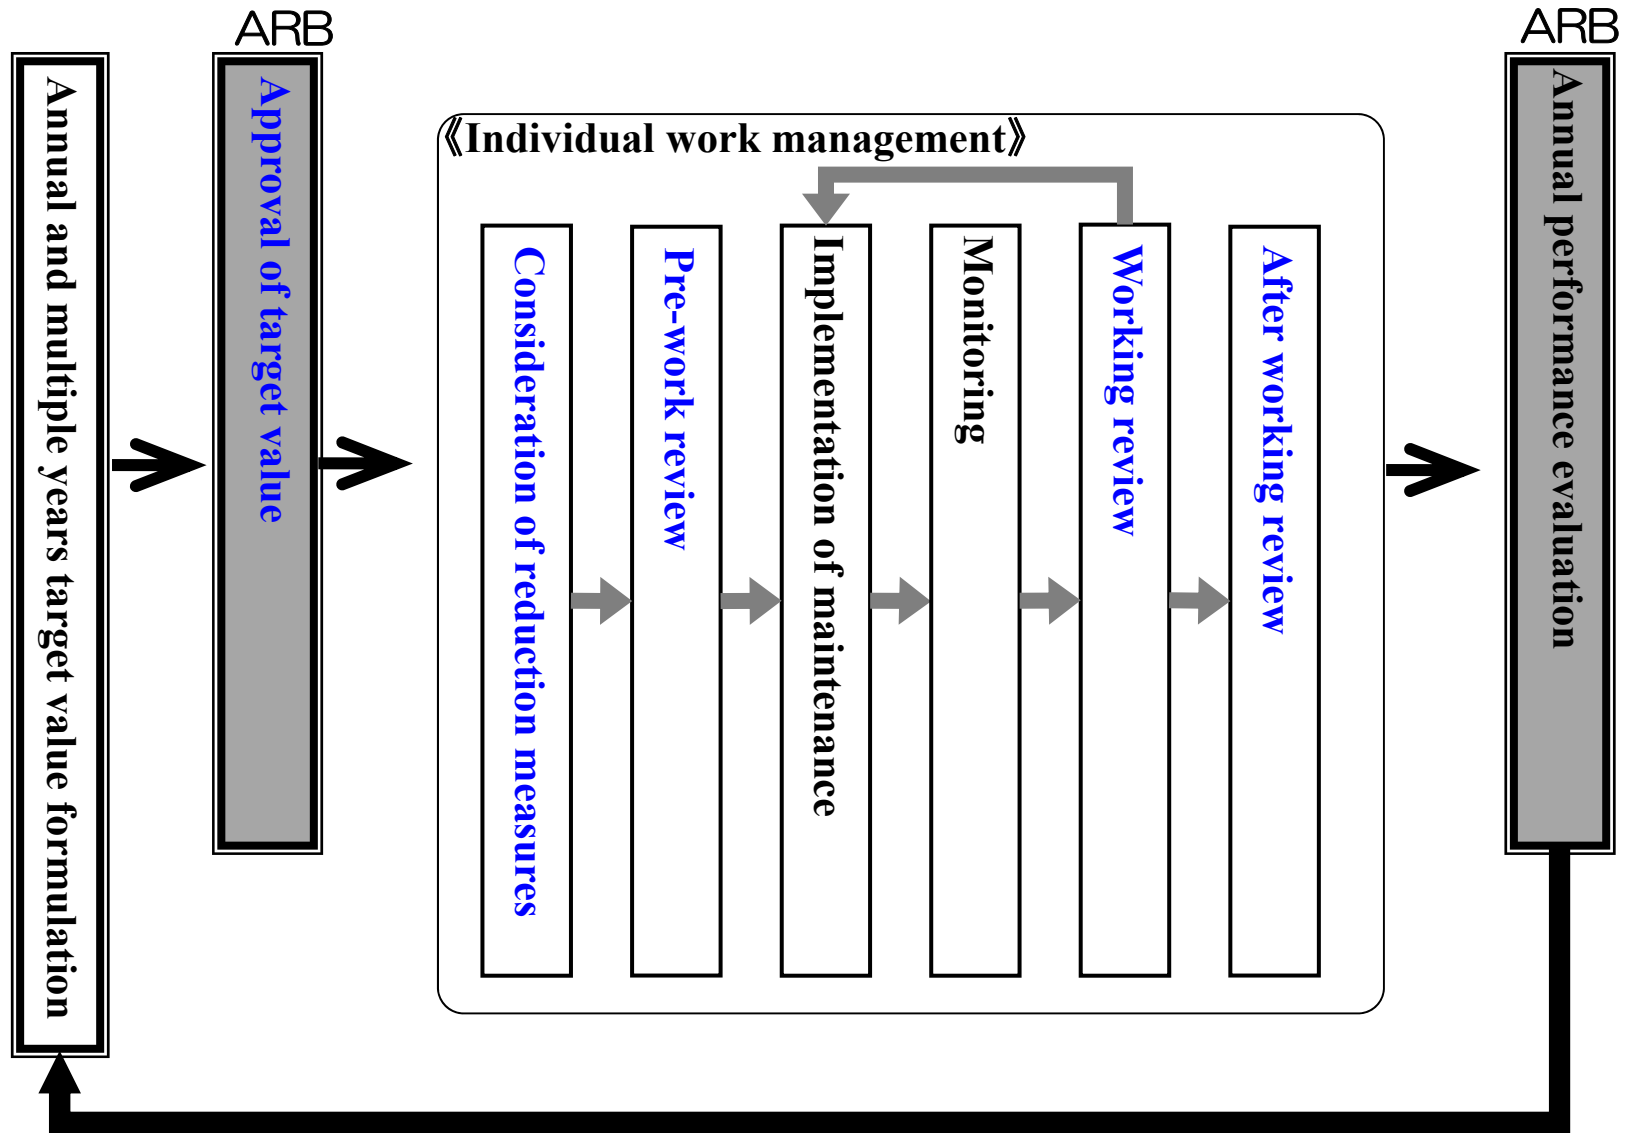 ARB
ARB
Annual and multiple years target value formulation
Approval of target value
《Individual work management》
Consideration of reduction measures
Pre-work review
Implementation of maintenance
Monitoring
Working review
After working review
Annual performance evaluation